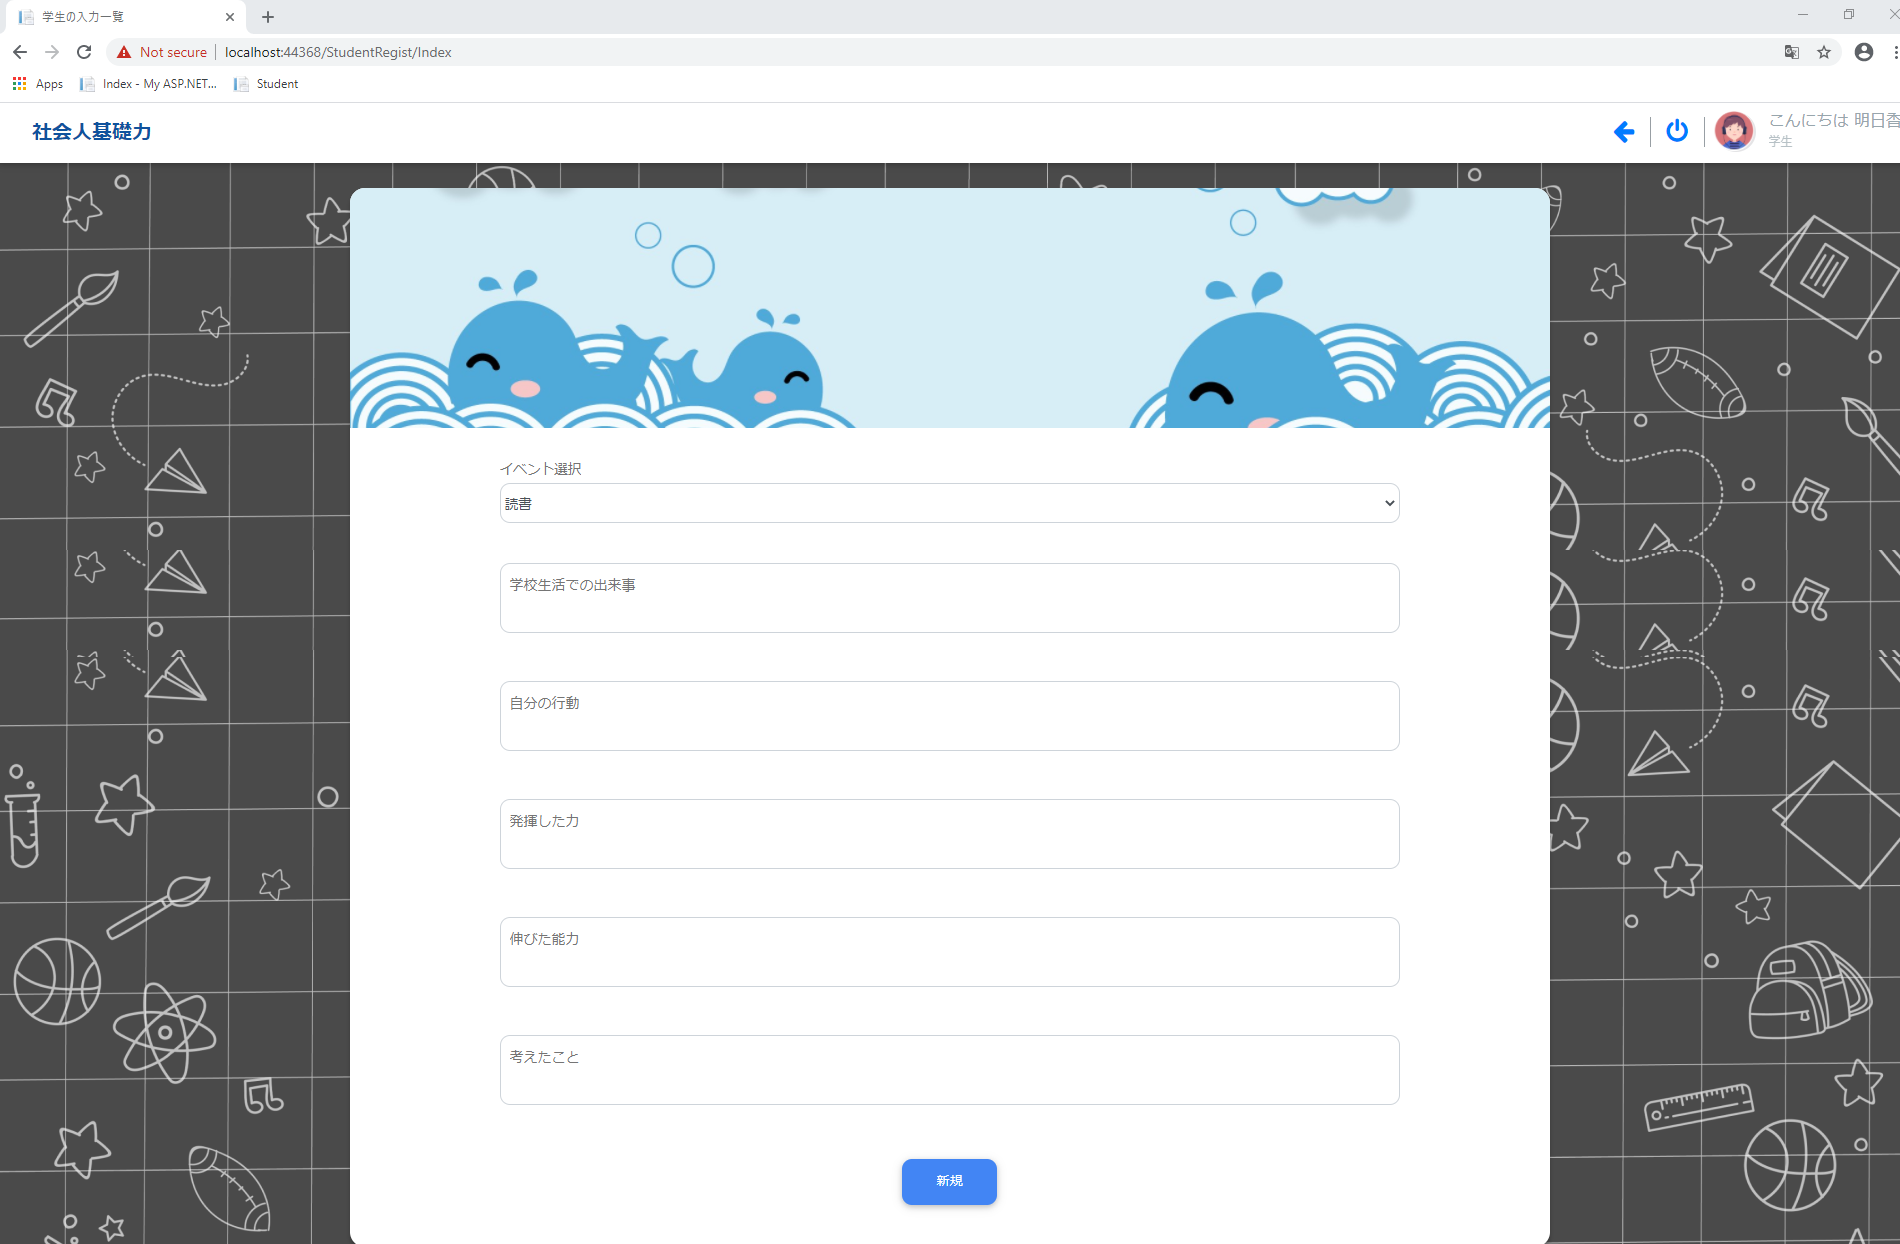 学生の入力一覧
Not secure
localhost:44368/StudentRegist/Index
Apps
Index - My ASP.NET...
Student
社会人基礎力
こんにちは 明日香
学生
イベント選択
読書
学校生活での出来事
自分の行動
発揮した力
伸びた能力
考えたこと
新規